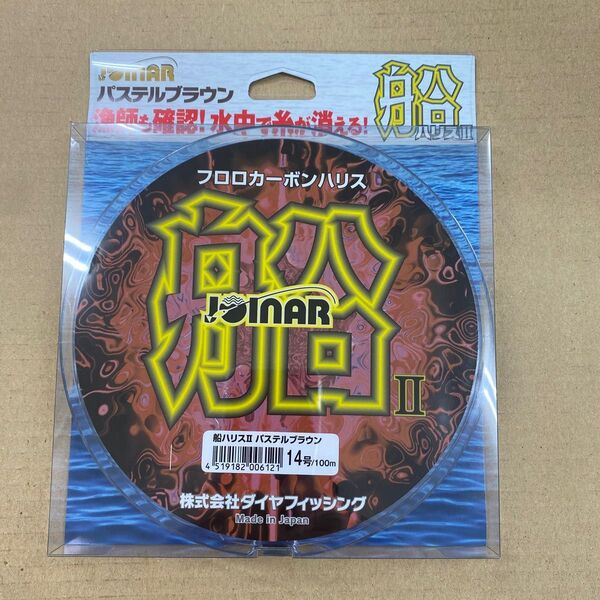 JOINAR
パステルブラウン
漁師も確認!水中で糸が消える!
船
ハリスII
フロロカーボンハリス
船
JOINAR
II
船ハリスII パステルブラウン
4 519182 006121
14号/100m
株式会社ダイヤフィッシング
Made in Japan